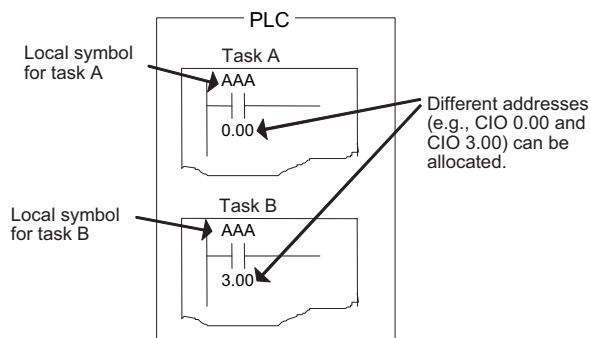 PLC
Local symbol
for task A
Task A
AAA
0.00
Different addresses
(e.g., CIO 0.00 and
CIO 3.00) can be
allocated.
Local symbol
for task B
Task B
AAA
3.00